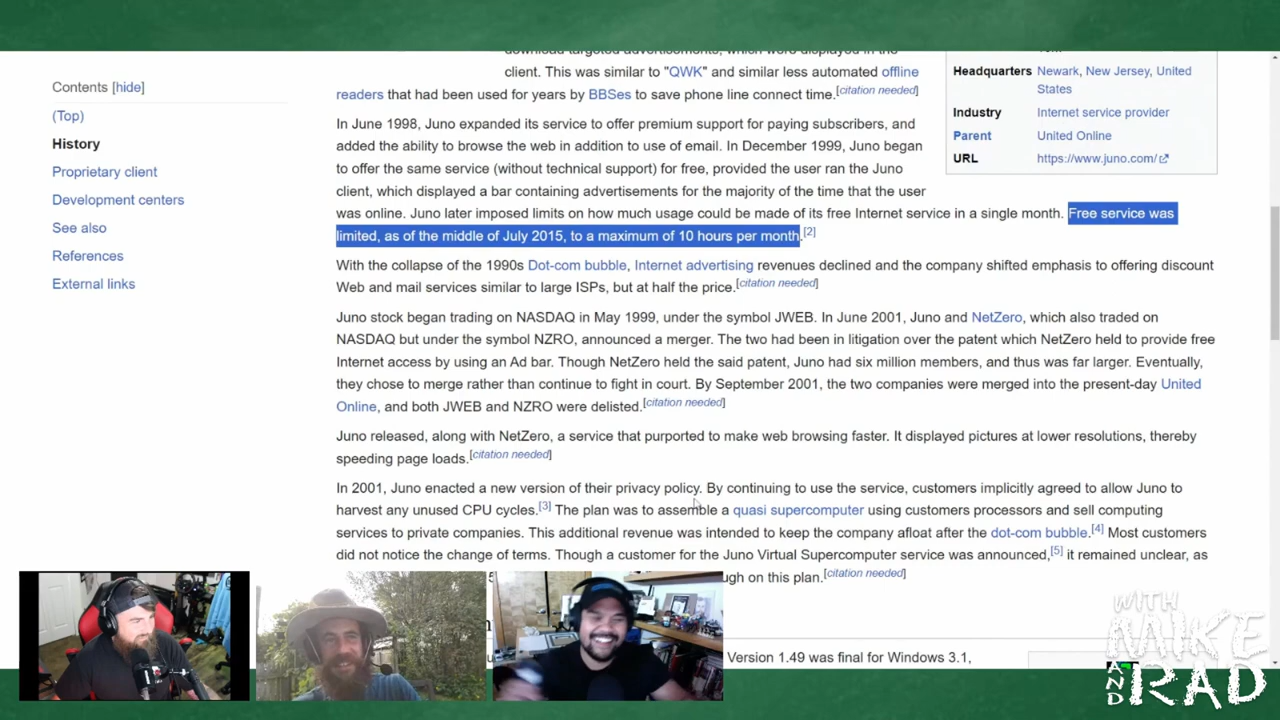 download targeted advertisements, which were displayed in the
client. This was similar to "QWK" and similar less automated offline
readers that had been used for years by BBSes to save phone line connect time.[citation needed]
In June 1998, Juno expanded its service to offer premium support for paying subscribers, and
added the ability to browse the web in addition to use of email. In December 1999, Juno began
to offer the same service (without technical support) for free, provided the user ran the Juno
client, which displayed a bar containing advertisements for the majority of the time that the user
was online. Juno later imposed limits on how much usage could be made of its free Internet service in a single month. Free service was
limited, as of the middle of July 2015, to a maximum of 10 hours per month.[2]
With the collapse of the 1990s Dot-com bubble, Internet advertising revenues declined and the company shifted emphasis to offering discount
Web and mail services similar to large ISPs, but at half the price.[citation needed]
Juno stock began trading on NASDAQ in May 1999, under the symbol JWEB. In June 2001, Juno and NetZero, which also traded on
NASDAQ but under the symbol NZRO, announced a merger. The two had been in litigation over the patent which NetZero held to provide free
Internet access by using an Ad bar. Though NetZero held the said patent, Juno had six million members, and thus was far larger. Eventually,
they chose to merge rather than continue to fight in court. By September 2001, the two companies were merged into the present-day United
Online, and both JWEB and NZRO were delisted.[citation needed]
Juno released, along with NetZero, a service that purported to make web browsing faster. It displayed pictures at lower resolutions, thereby
speeding page loads.[citation needed]
In 2001, Juno enacted a new version of their privacy policy. By continuing to use the service, customers implicitly agreed to allow Juno to
harvest any unused CPU cycles.[3] The plan was to assemble a quasi supercomputer using customers processors and sell computing
services to private companies. This additional revenue was intended to keep the company afloat after the dot-com bubble.[4] Most customers
did not notice the change of terms. Though a customer for the Juno Virtual Supercomputer service was announced,[5] it remained unclear, as
on this plan.[citation needed]
Version 1.49 was final for Windows 3.1,
Contents [hide]
(Top)
History
Proprietary client
Development centers
See also
References
External links
Headquarters Newark, New Jersey, United
States
Industry Internet service provider
Parent United Online
URL https://www.juno.com/
WITH
MIKE
AND
RAD